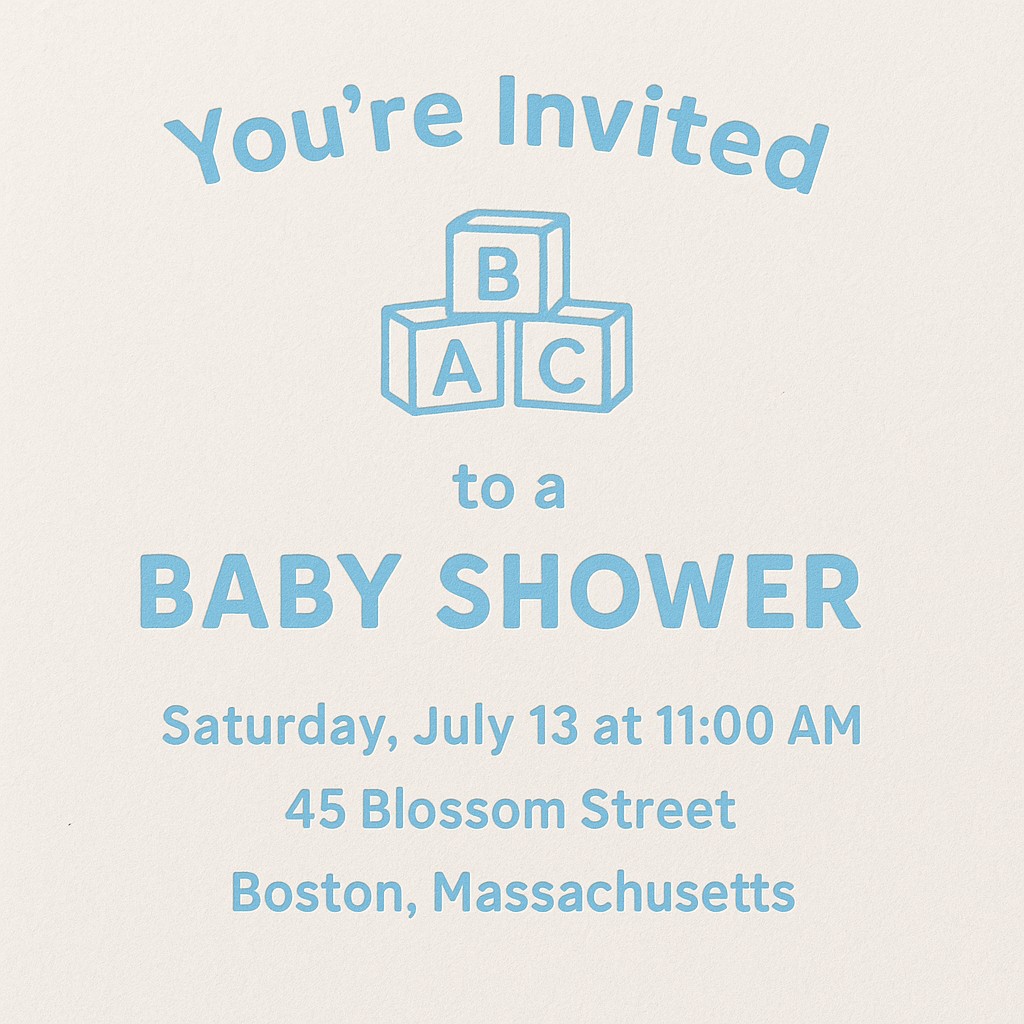 You're Invited
B
A C
to a
BABY SHOWER
Saturday, July 13 at 11:00 AM
45 Blossom Street
Boston, Massachusetts